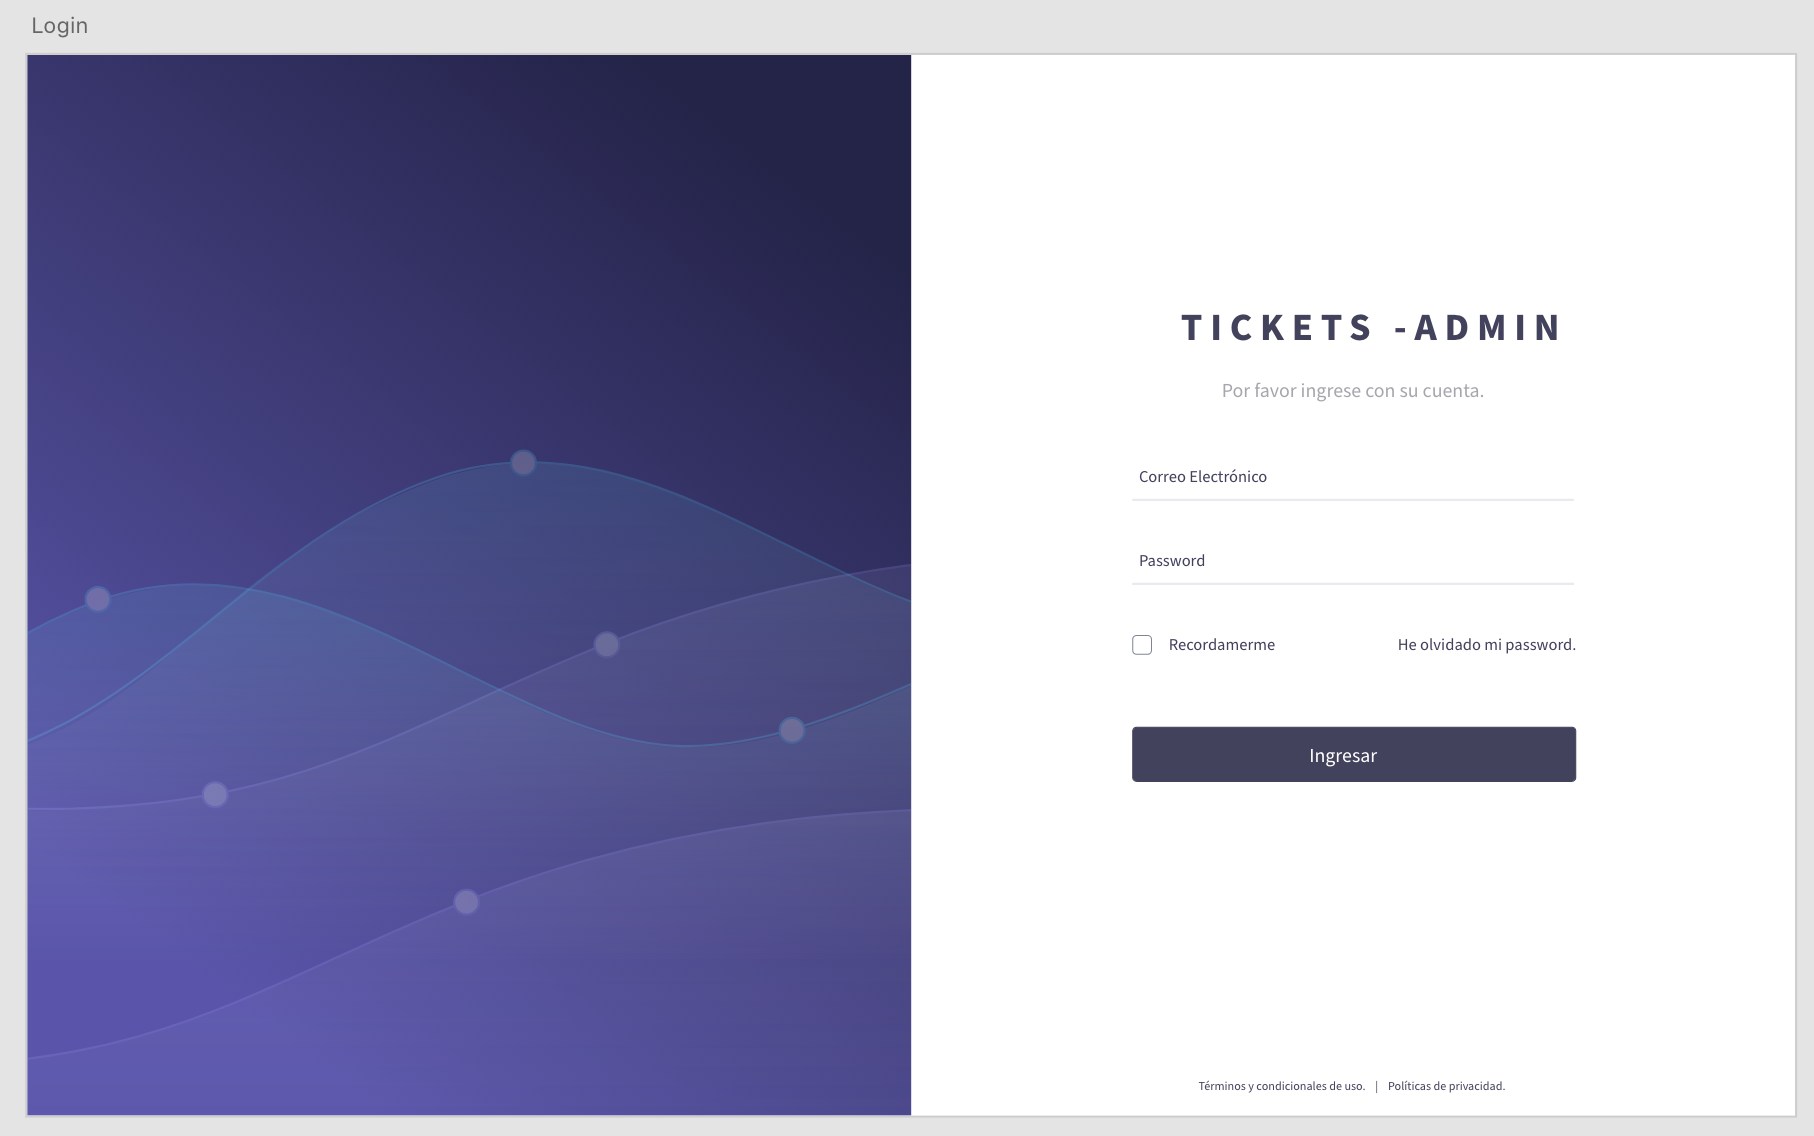 Login
TICKETS -ADMIN
Por favor ingrese con su cuenta.
Correo Electrónico
Password
Recordamerme He olvidado mi password.
Ingresar
Términos y condicionales de uso. | Políticas de privacidad.